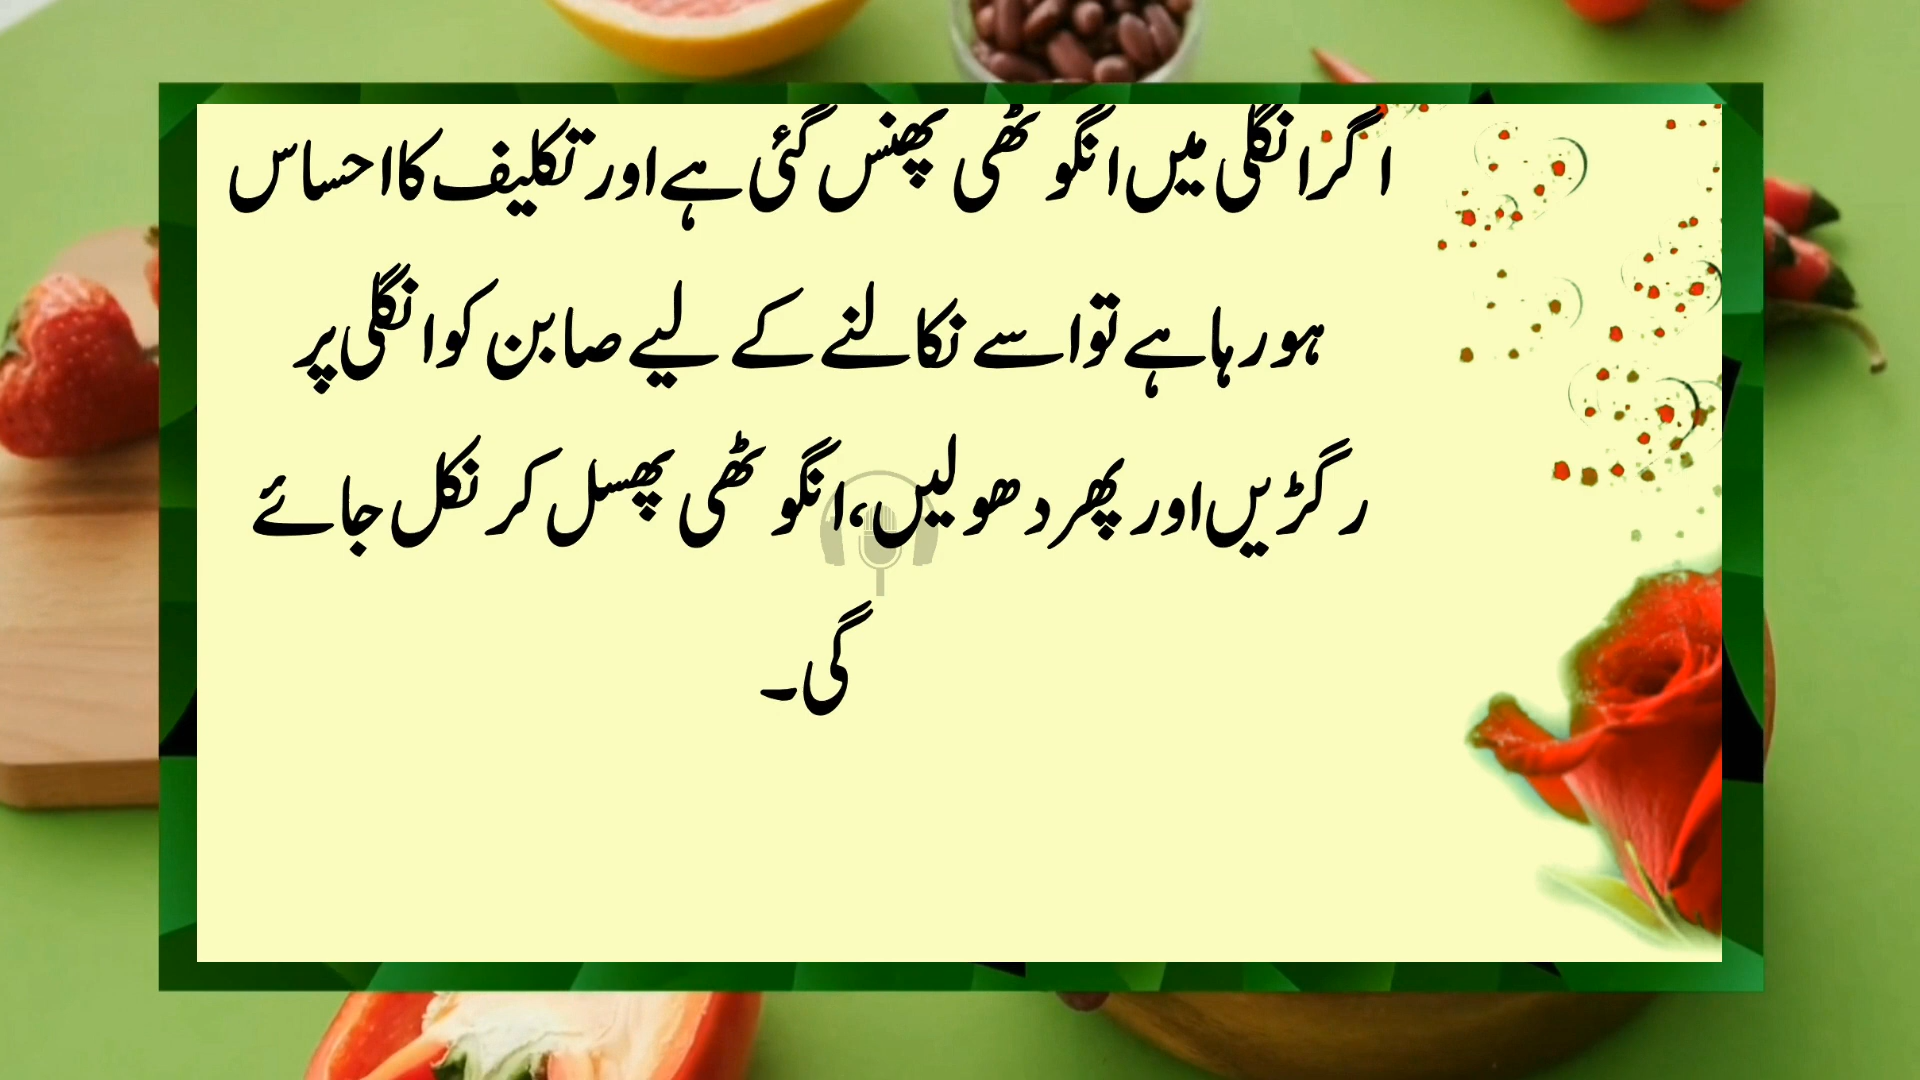 اگر انگلی میں انگوٹھی پھنس گئی ہے اور تکلیف کا احساس
ہو رہا ہے تو اسے نکالنے کے لیے صابن کو انگلی پر
رگڑیں اور پھر دھو لیں، انگوٹھی پھسل کر نکل جائے
گی۔